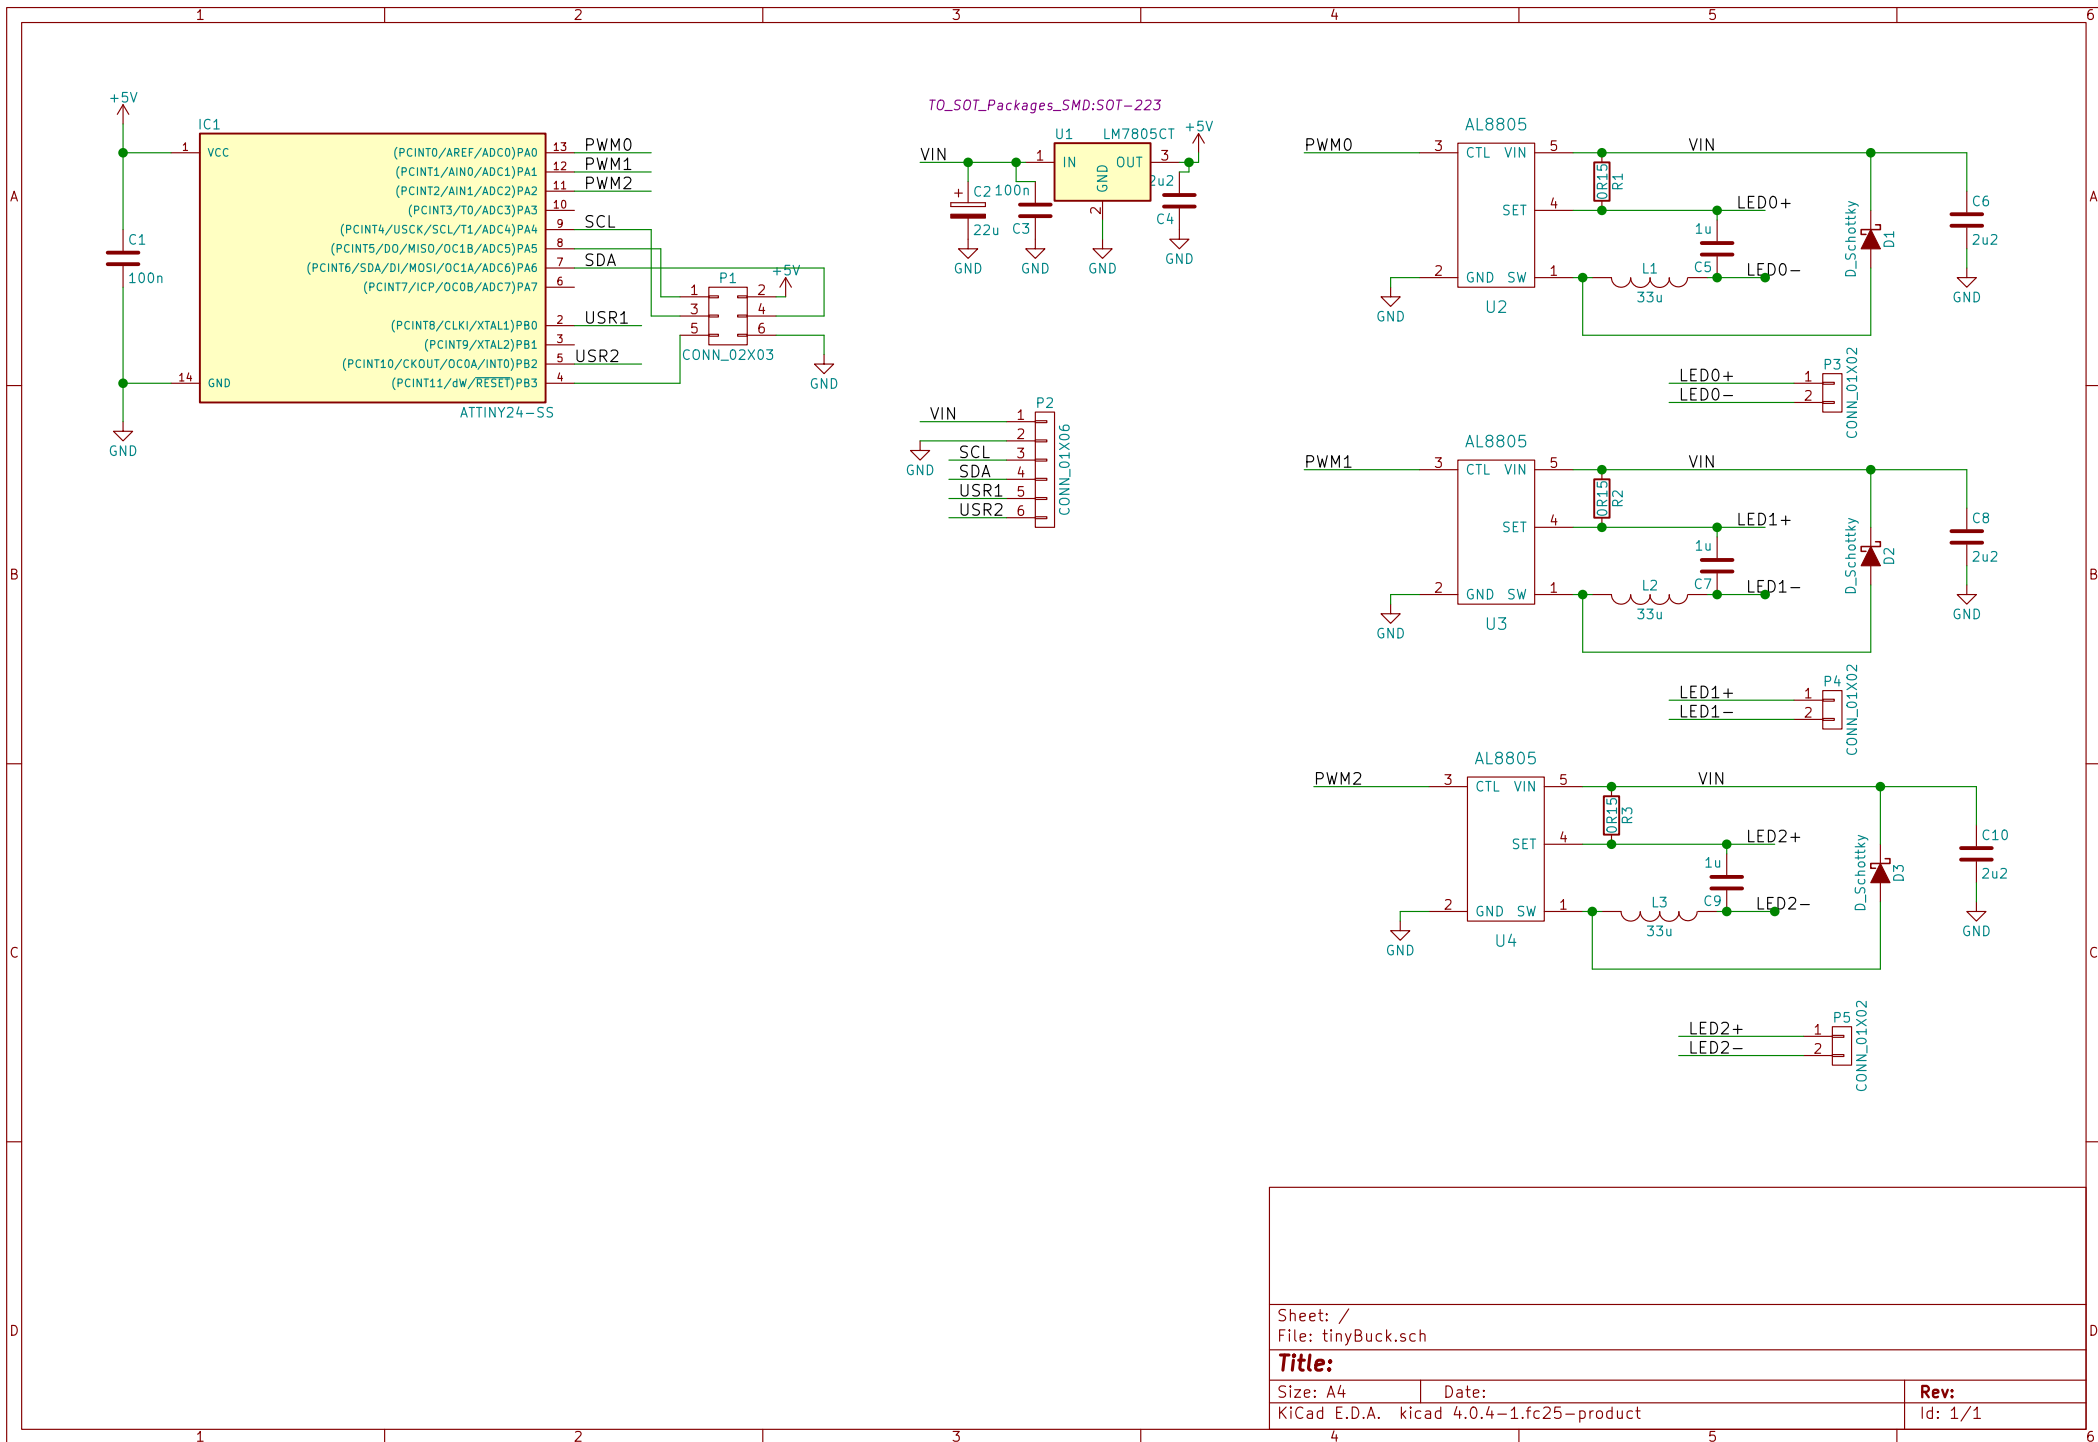 1 2 3 4 5 6
A
B
C
D
+5V
IC1
1 VCC
14 GND
(PCINT0/AREF/ADC0)PA0 13 PWM0
(PCINT1/AIN0/ADC1)PA1 12 PWM1
(PCINT2/AIN1/ADC2)PA2 11 PWM2
(PCINT3/T0/ADC3)PA3 10
(PCINT4/USCK/SCL/T1/ADC4)PA4 9 SCL
(PCINT5/DO/MISO/OC1B/ADC5)PA5 8
(PCINT6/SDA/DI/MOSI/OC1A/ADC6)PA6 7 SDA
(PCINT7/ICP/OC0B/ADC7)PA7 6
(PCINT8/CLKI/XTAL1)PB0 2 USR1
(PCINT9/XTAL2)PB1 3
(PCINT10/CKOUT/OC0A/INT0)PB2 5 USR2
(PCINT11/dW/RESET)PB3 4
ATTINY24-SS
C1
100n
GND
P1
+5V
1 2
3 4
5 6
CONN_02X03
GND
TO_SOT_Packages_SMD:SOT-223
U1 LM7805CT
+5V
VIN
1 IN OUT 3
GND
2
+ C2
22u
GND
100n
C3
GND
GND
2u2
C4
GND
P2
VIN 1
2
GND
SCL 3
SDA 4
USR1 5
USR2 6
CONN_01X06
AL8805
PWM0 3 CTL VIN 5 VIN
0R15
R1
SET 4 LED0+
1u
C5
2 GND SW 1 LED0-
L1
33u
GND
U2
D_Schottky
D1
C6
2u2
GND
P3
LED0+ 1
LED0- 2
CONN_01X02
AL8805
PWM1 3 CTL VIN 5 VIN
0R15
R2
SET 4 LED1+
1u
C7
2 GND SW 1 LED1-
L2
33u
GND
U3
D_Schottky
D2
C8
2u2
GND
P4
LED1+ 1
LED1- 2
CONN_01X02
AL8805
PWM2 3 CTL VIN 5 VIN
0R15
R3
SET 4 LED2+
1u
C9
2 GND SW 1 LED2-
L3
33u
GND
U4
D_Schottky
D3
C10
2u2
GND
P5
LED2+ 1
LED2- 2
CONN_01X02
Sheet: /
File: tinyBuck.sch
Title:
Size: A4 Date: Rev:
KiCad E.D.A. kicad 4.0.4-1.fc25-product Id: 1/1
A
B
C
D
1 2 3 4 5 6